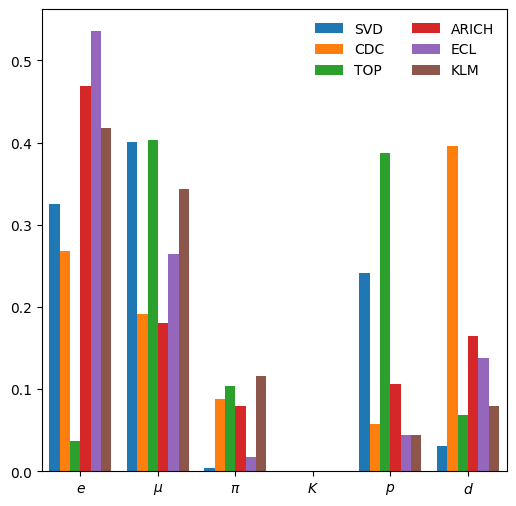 SVD
CDC
TOP
ARICH
ECL
KLM
0.5
0.4
0.3
0.2
0.1
0.0
e μ π K p d